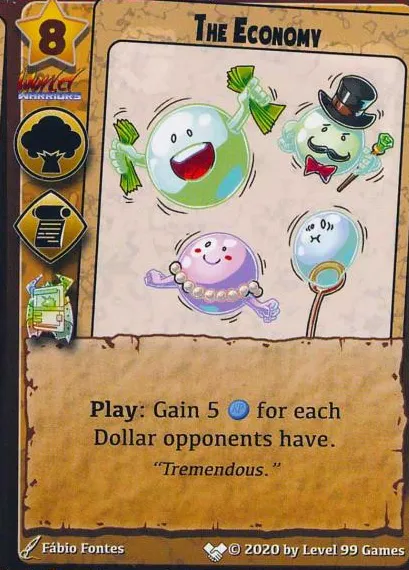 8
THE ECONOMY
WARRIORS
Play: Gain 5 for each
Dollar opponents have.
"Tremendous."
Fábio Fontes
© 2020 by Level 99 Games